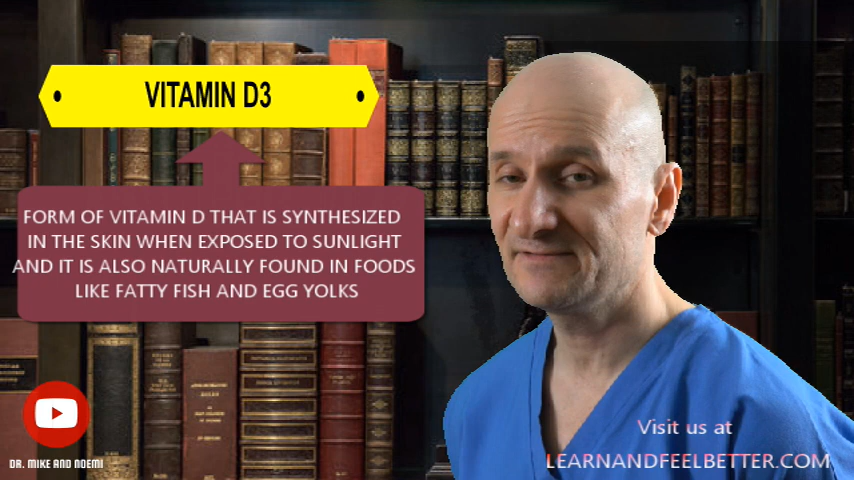 VITAMIN D3
FORM OF VITAMIN D THAT IS SYNTHESIZED
IN THE SKIN WHEN EXPOSED TO SUNLIGHT
AND IT IS ALSO NATURALLY FOUND IN FOODS
LIKE FATTY FISH AND EGG YOLKS
DR. MIKE AND NOEMI
Visit us at
LEARNANDFEELBETTER.COM